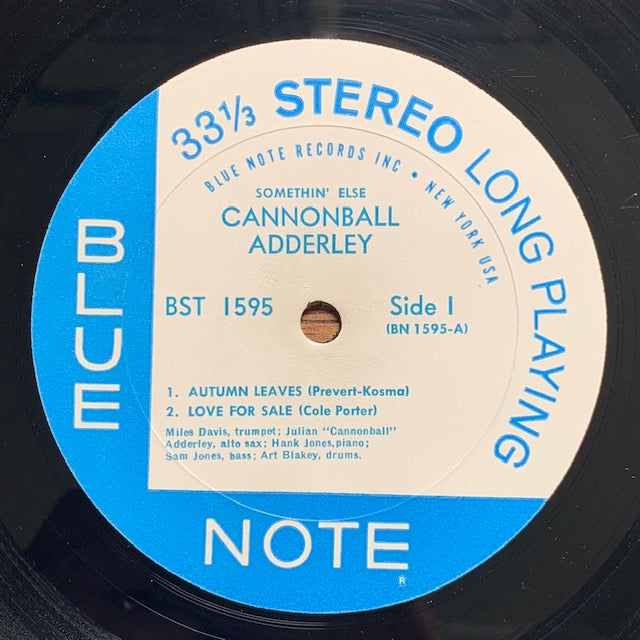 33⅓ STEREO LONG PLAYING
BLUE NOTE RECORDS INC • NEW YORK USA
SOMETHIN' ELSE
CANNONBALL
ADDERLEY
BST 1595
Side 1
(BN 1595-A)
1. AUTUMN LEAVES (Prevert-Kosma)
2. LOVE FOR SALE (Cole Porter)
Miles Davis, trumpet; Julian "Cannonball"
Adderley, alto sax; Hank Jones, piano;
Sam Jones, bass; Art Blakey, drums.
BLUE
NOTE
R